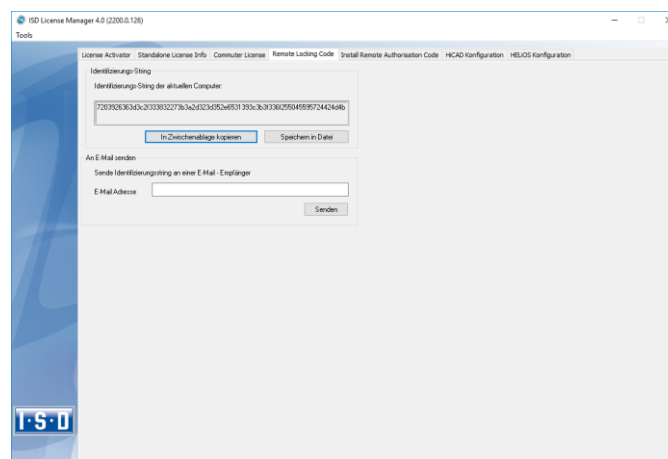 ISD License Manager 4.0 (2200.0.126)
Tools
License Activator Standalone License Info Commuter License Remote Locking Code Install Remote Authorisation Code HiCAD Konfiguration HELiOS Konfiguration
Identifizierungs-String
Identifizierungs-String der aktuellen Computer:
In Zwischenablage kopieren Speichern in Datei
An E-Mail senden
Sende Identifizierungsstring an einer E-Mail - Empfänger
E-Mail Adresse
Senden
I·S·D